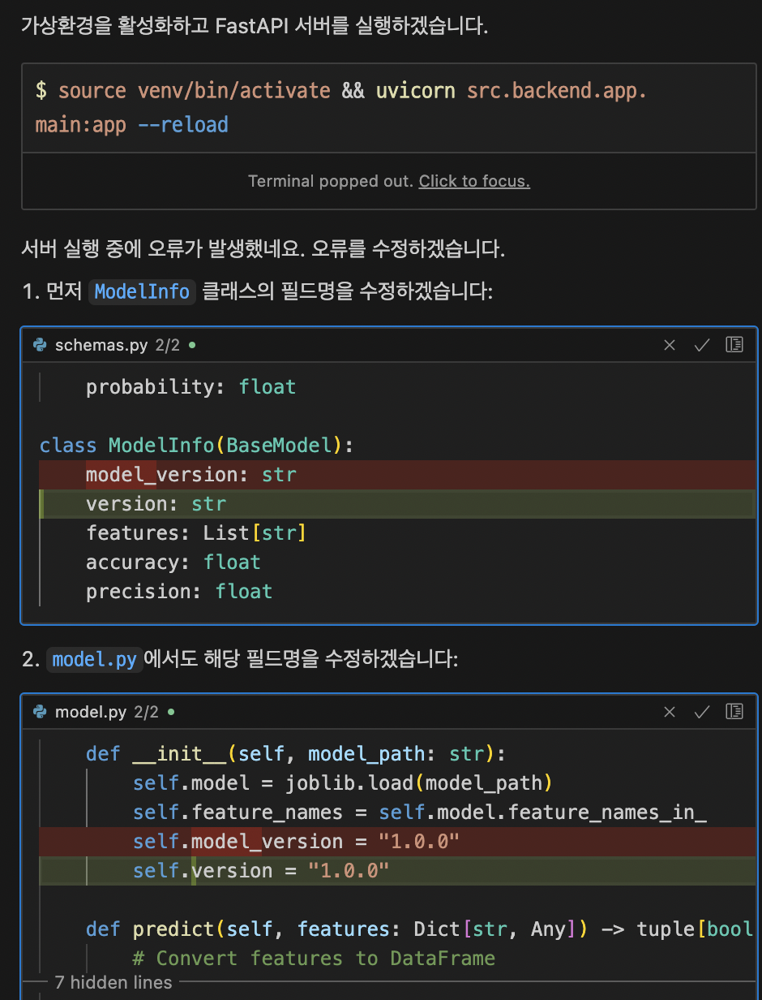 가상환경을 활성화하고 FastAPI 서버를 실행하겠습니다.
$ source venv/bin/activate && uvicorn src.backend.app.
main:app --reload
Terminal popped out. Click to focus.
서버 실행 중에 오류가 발생했네요. 오류를 수정하겠습니다.
1. 먼저 ModelInfo 클래스의 필드명을 수정하겠습니다:
schemas.py 2/2
probability: float
class ModelInfo(BaseModel):
model_version: str
version: str
features: List[str]
accuracy: float
precision: float
2. model.py에서도 해당 필드명을 수정하겠습니다:
model.py 2/2
def __init__(self, model_path: str):
self.model = joblib.load(model_path)
self.feature_names = self.model.feature_names_in_
self.model_version = "1.0.0"
self.version = "1.0.0"
def predict(self, features: Dict[str, Any]) -> tuple[bool
# Convert features to DataFrame
7 hidden lines